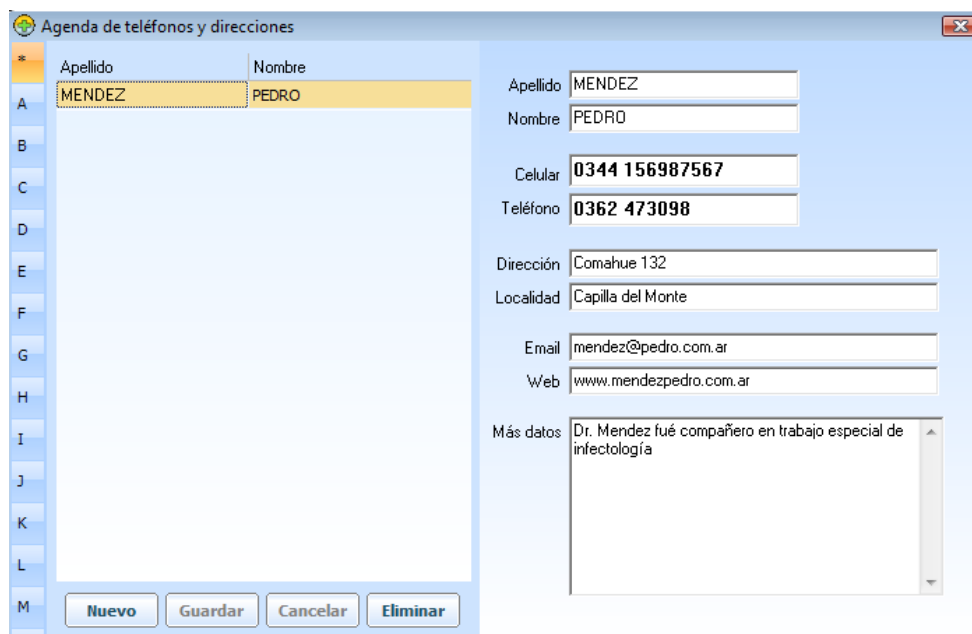 Agenda de teléfonos y direcciones
*
A
B
C
D
E
F
G
H
I
J
K
L
M
Apellido Nombre
MENDEZ PEDRO
Nuevo Guardar Cancelar Eliminar
Apellido MENDEZ
Nombre PEDRO
Celular 0344 156987567
Teléfono 0362 473098
Dirección Comahue 132
Localidad Capilla del Monte
Email mendez@pedro.com.ar
Web www.mendezpedro.com.ar
Más datos Dr. Mendez fué compañero en trabajo especial de
infectología